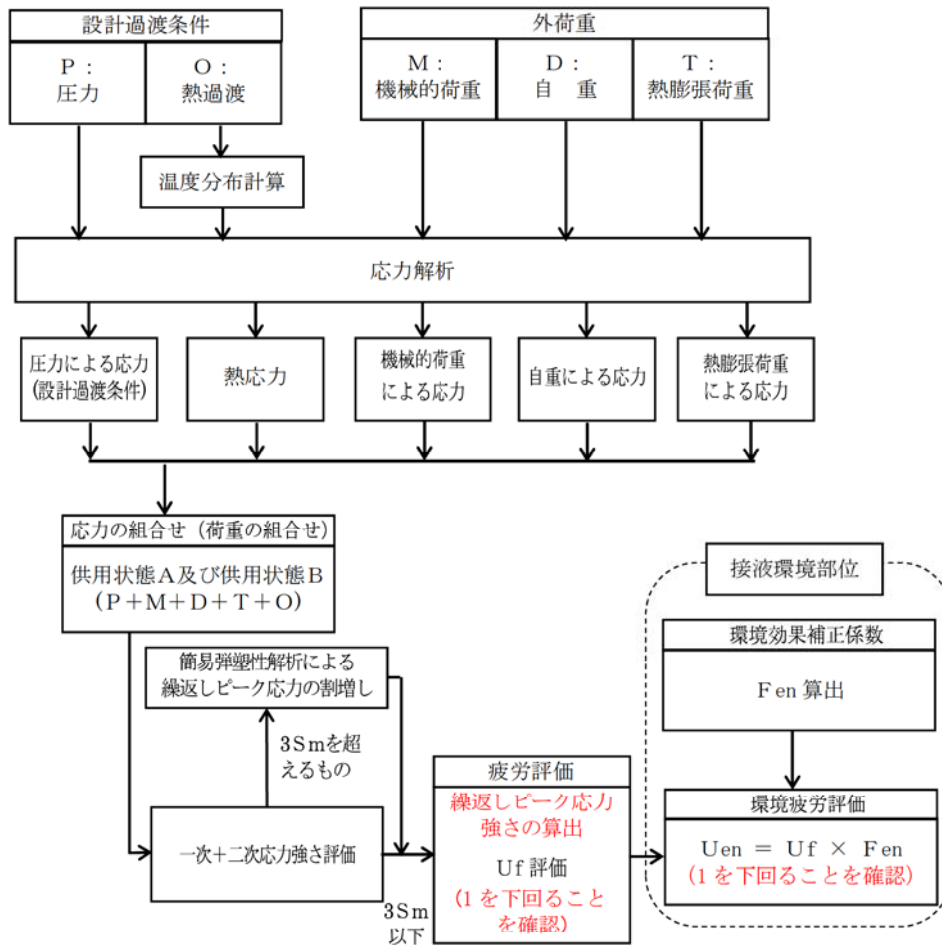 設計過渡条件
Ｐ：
圧力
Ｏ：
熱過渡
外荷重
Ｍ：
機械的荷重
Ｄ：
自　重
Ｔ：
熱膨張荷重
温度分布計算
応力解析
圧力による応力
(設計過渡条件)
熱応力
機械的荷重
による応力
自重による応力
熱膨張荷重
による応力
応力の組合せ（荷重の組合せ）
供用状態Ａ及び供用状態Ｂ
（Ｐ＋Ｍ＋Ｄ＋Ｔ＋Ｏ）
簡易弾塑性解析による
繰返しピーク応力の割増し
3Smを超
えるもの
一次＋二次応力強さ評価
3Sm
以下
疲労評価
繰返しピーク応力
強さの算出
Uf 評価
（1 を下回ること
を確認）
接液環境部位
環境効果補正係数
Ｆen 算出
環境疲労評価
Ｕen ＝ Ｕf × Ｆen
（1 を下回ることを確認）